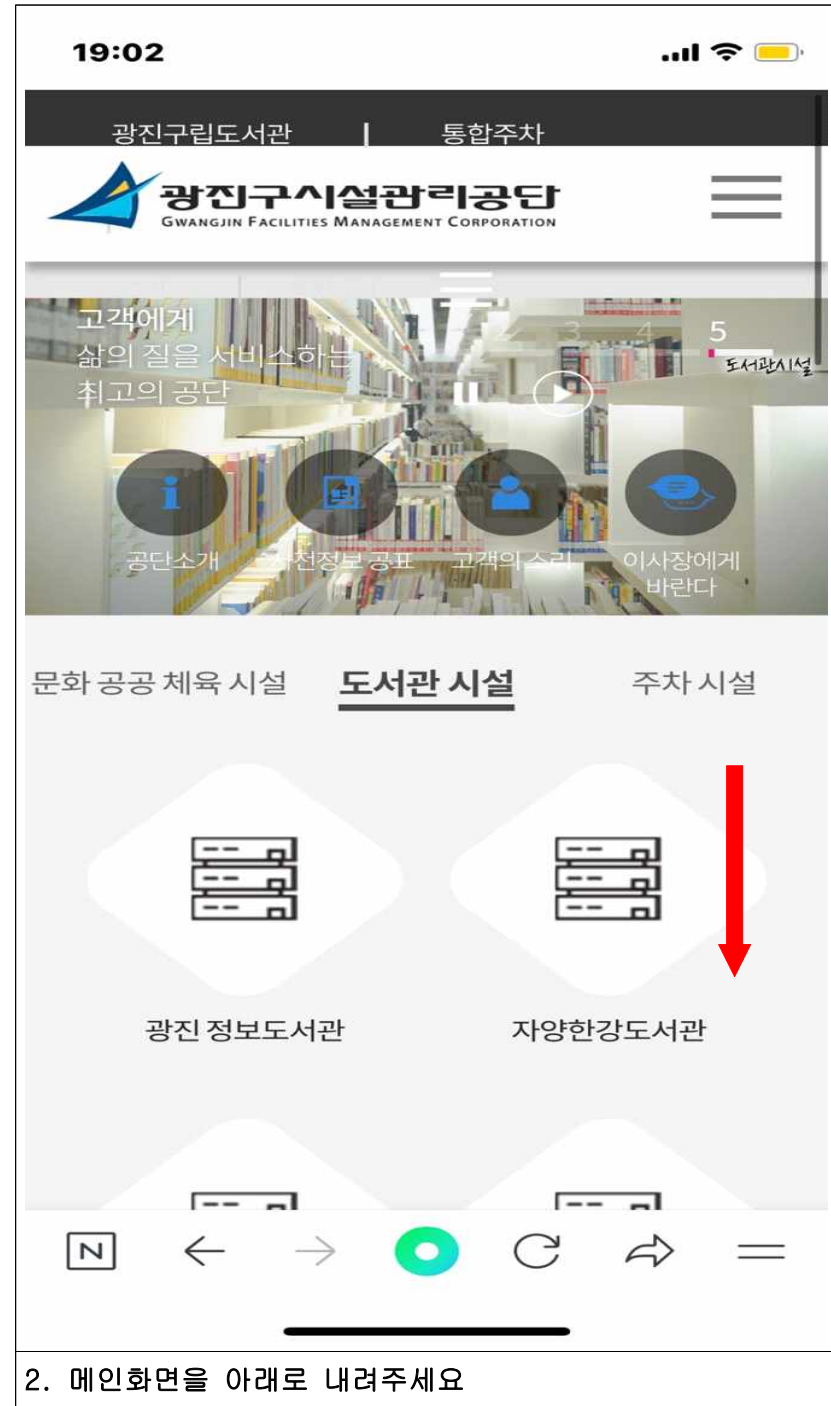 19:02
광진구립도서관 | 통합주차
광진구시설관리공단
GWANGJIN FACILITIES MANAGEMENT CORPORATION
고객에게
삶의 질을 서비스하는
최고의 공단
2 3 4 5
도서관시설
공단소개 사전정보 공표 고객의 소리 이사장에게
바란다
문화 공공 체육 시설 도서관 시설 주차 시설
광진 정보도서관 자양한강도서관
N
2. 메인화면을 아래로 내려주세요